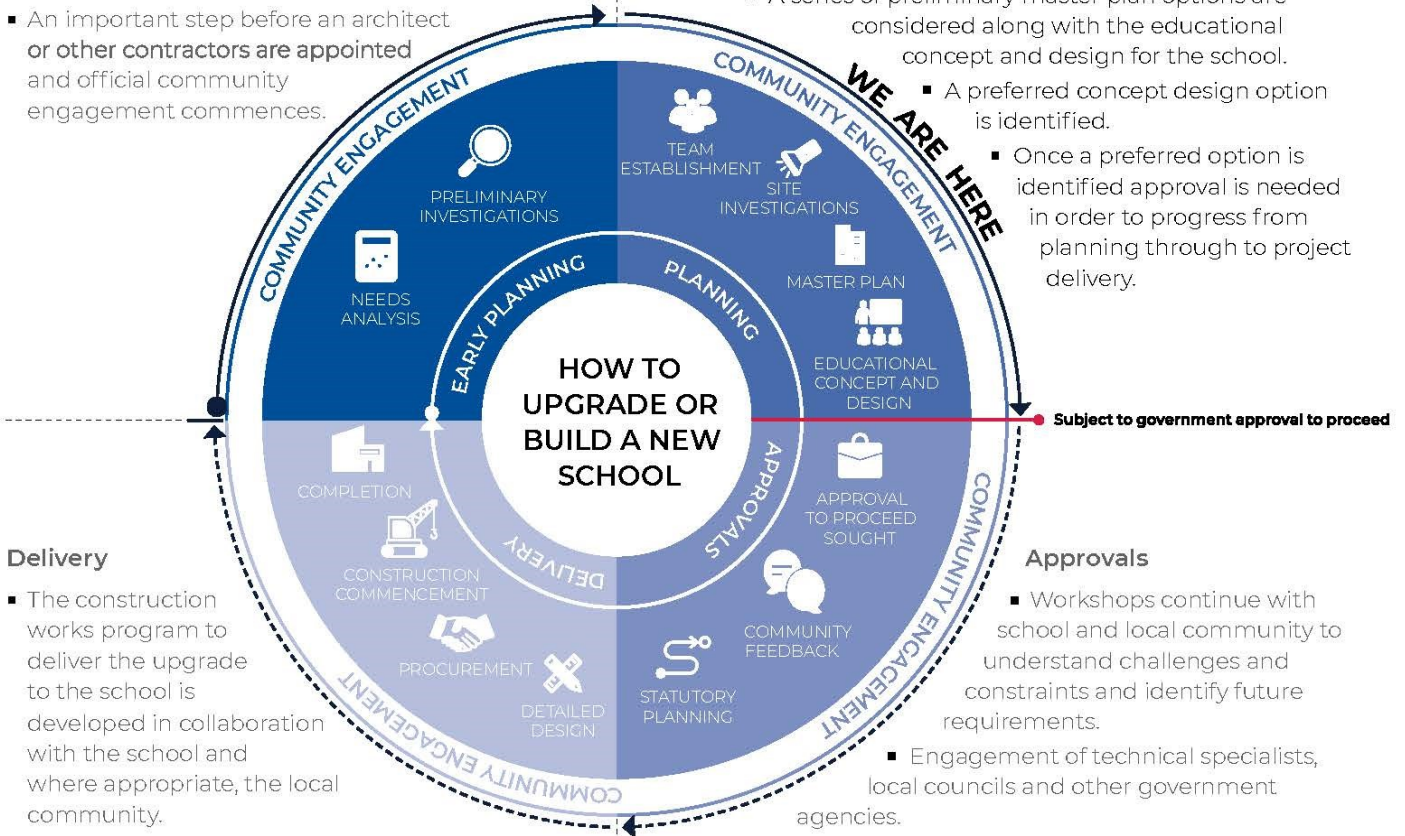 ▪ An important step before an architect
or other contractors are appointed
and official community
engagement commences.
A series of preliminary master plan options are
considered along with the educational
concept and design for the school.
▪ A preferred concept design option
is identified.
▪ Once a preferred option is
identified approval is needed
in order to progress from
planning through to project
delivery.
WE ARE HERE
COMMUNITY ENGAGEMENT
COMMUNITY ENGAGEMENT
PRELIMINARY
INVESTIGATIONS
NEEDS
ANALYSIS
EARLY PLANNING
TEAM
ESTABLISHMENT
SITE
INVESTIGATIONS
MASTER PLAN
EDUCATIONAL
CONCEPT AND
DESIGN
PLANNING
HOW TO
UPGRADE OR
BUILD A NEW
SCHOOL
Subject to government approval to proceed
APPROVALS
APPROVAL
TO PROCEED
SOUGHT
COMMUNITY
FEEDBACK
STATUTORY
PLANNING
COMMUNITY ENGAGEMENT
DELIVERY
COMPLETION
CONSTRUCTION
COMMENCEMENT
PROCUREMENT
DETAILED
DESIGN
COMMUNITY ENGAGEMENT
Delivery
▪ The construction
works program to
deliver the upgrade
to the school is
developed in collaboration
with the school and
where appropriate, the local
community.
Approvals
▪ Workshops continue with
school and local community to
understand challenges and
constraints and identify future
requirements.
▪ Engagement of technical specialists,
local councils and other government
agencies.